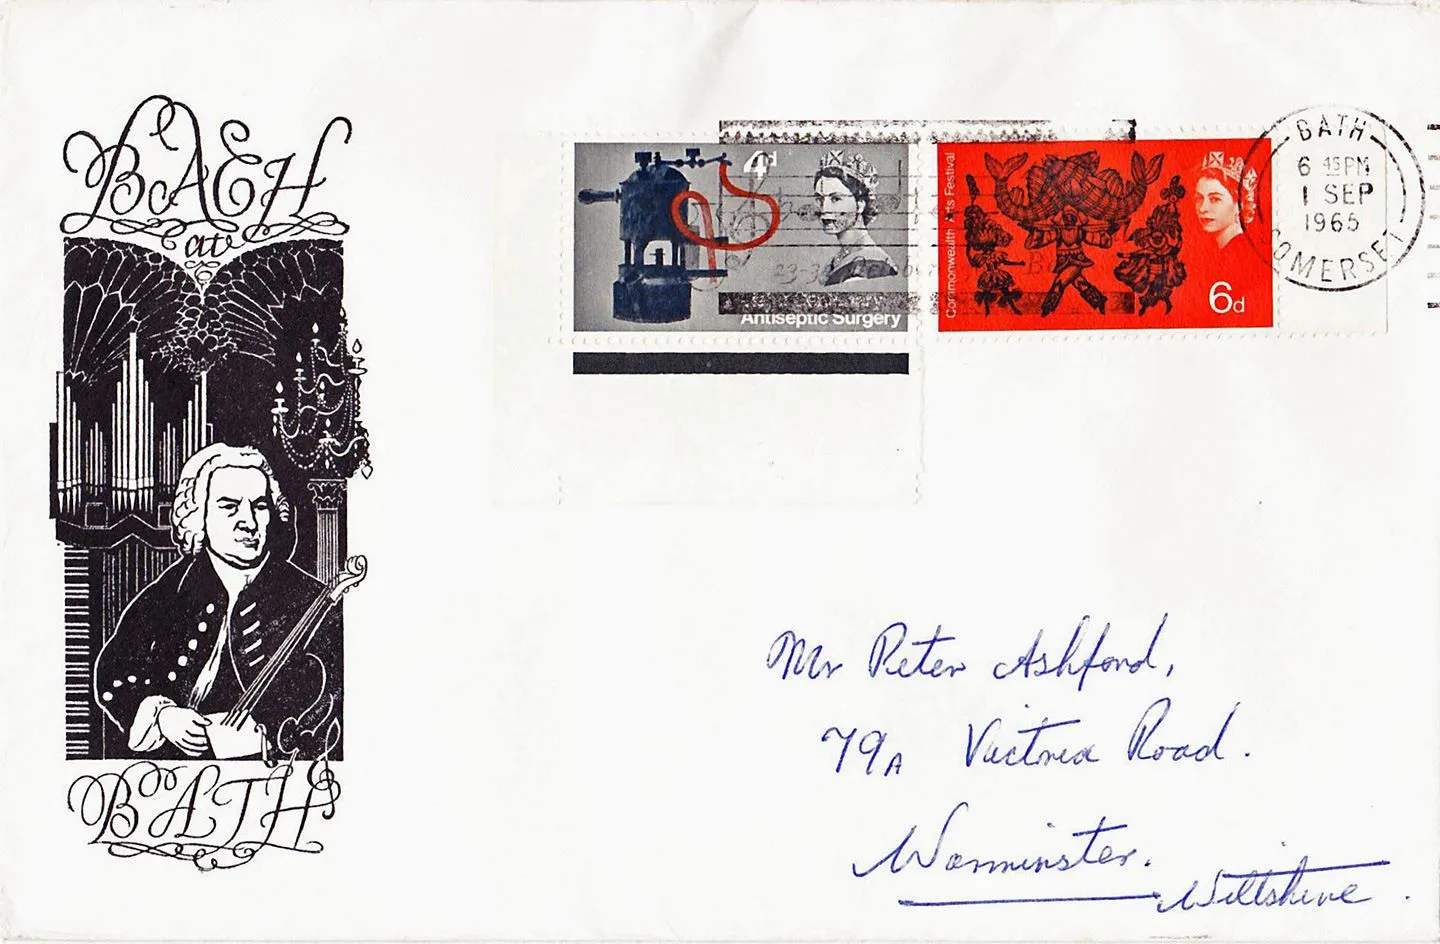 BACH
at
BATH
4d
Antiseptic Surgery
Commonwealth Arts Festival
6d
BATH
6 45 PM
1 SEP
1965
SOMERSET
Mr Peter Ashford,
79A Victoria Road.
Warminster.
Wiltshire.